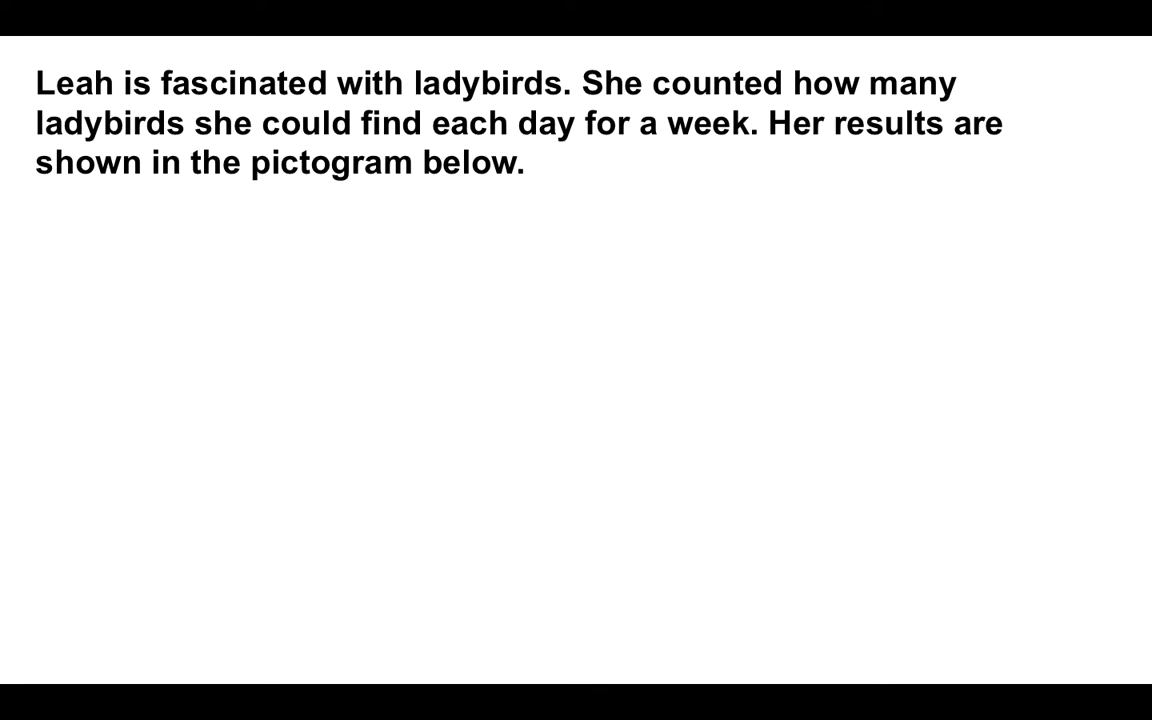 Leah is fascinated with ladybirds. She counted how many
ladybirds she could find each day for a week. Her results are
shown in the pictogram below.